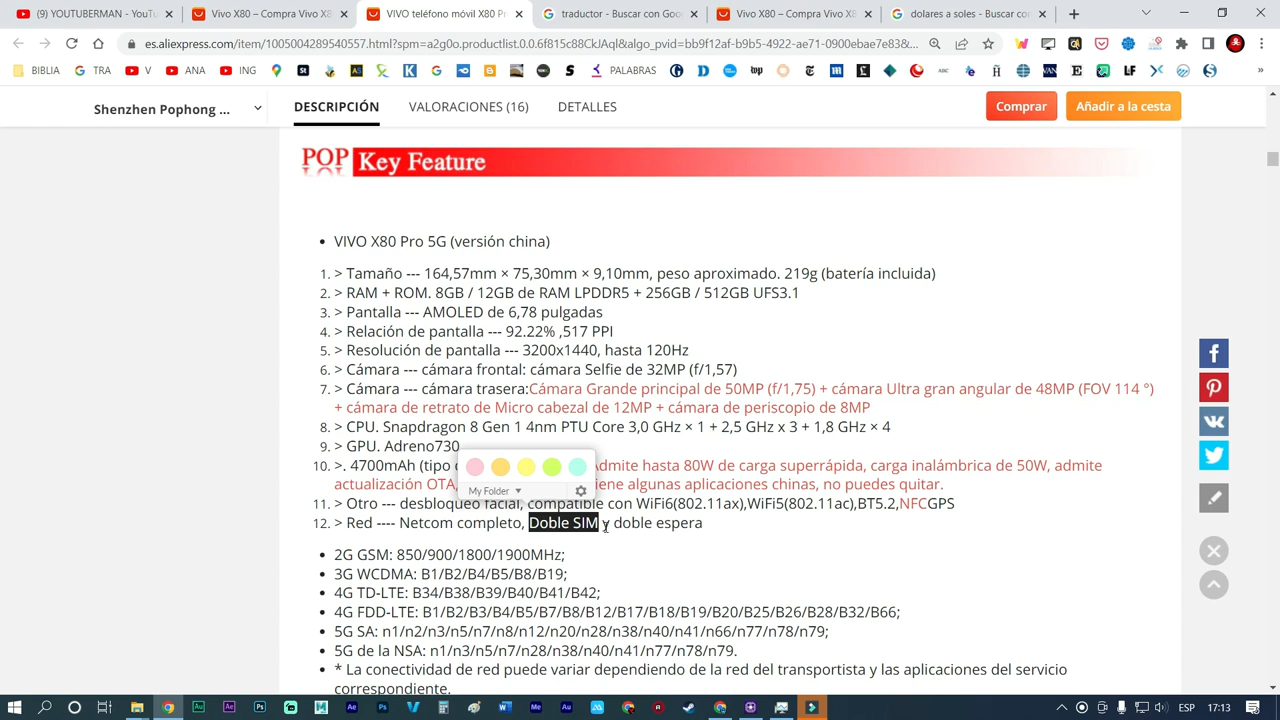 (9) YOUTUBERMAN - YouTu
Vivo X80 – Compra Vivo X8
VIVO teléfono móvil X80 Pr
traductor - Buscar con Goo
Vivo X80 – Compra Vivo X8
dolares a soles - Buscar con
es.aliexpress.com/item/1005004289540557.html?spm=a2g0o.productlist.0.0.2f815c88CkJAql&algo_pvid=bb9f12af-b9b5-4922-ae71-0900ebae7e83&...
BIBLIA
TRA
V
ANA
ING
PALABRAS
Shenzhen Pophong ...
DESCRIPCIÓN
VALORACIONES (16)
DETALLES
Comprar
Añadir a la cesta
POP Key Feature
• VIVO X80 Pro 5G (versión china)
1. > Tamaño --- 164,57mm × 75,30mm × 9,10mm, peso aproximado. 219g (batería incluida)
2. > RAM + ROM. 8GB / 12GB de RAM LPDDR5 + 256GB / 512GB UFS3.1
3. > Pantalla --- AMOLED de 6,78 pulgadas
4. > Relación de pantalla --- 92.22% ,517 PPI
5. > Resolución de pantalla --- 3200x1440, hasta 120Hz
6. > Cámara --- cámara frontal: cámara Selfie de 32MP (f/1,57)
7. > Cámara --- cámara trasera:Cámara Grande principal de 50MP (f/1,75) + cámara Ultra gran angular de 48MP (FOV 114 °)
+ cámara de retrato de Micro cabezal de 12MP + cámara de periscopio de 8MP
8. > CPU. Snapdragon 8 Gen 1 4nm PTU Core 3,0 GHz × 1 + 2,5 GHz x 3 + 1,8 GHz × 4
9. > GPU. Adreno730
10. >. 4700mAh (tipo Admite hasta 80W de carga superrápida, carga inalámbrica de 50W, admite
actualización OTA, iene algunas aplicaciones chinas, no puedes quitar.
My Folder
11. > Otro --- desbloqueo facial, compatible con WiFi6(802.11ax),WiFi5(802.11ac),BT5.2,NFCGPS
12. > Red ---- Netcom completo, Doble SIM y doble espera
• 2G GSM: 850/900/1800/1900MHz;
• 3G WCDMA: B1/B2/B4/B5/B8/B19;
• 4G TD-LTE: B34/B38/B39/B40/B41/B42;
• 4G FDD-LTE: B1/B2/B3/B4/B5/B7/B8/B12/B17/B18/B19/B20/B25/B26/B28/B32/B66;
• 5G SA: n1/n2/n3/n5/n7/n8/n12/n20/n28/n38/n40/n41/n66/n77/n78/n79;
• 5G de la NSA: n1/n3/n5/n7/n28/n38/n40/n41/n77/n78/n79.
• * La conectividad de red puede variar dependiendo de la red del transportista y las aplicaciones del servicio
correspondiente.
ESP
17:13